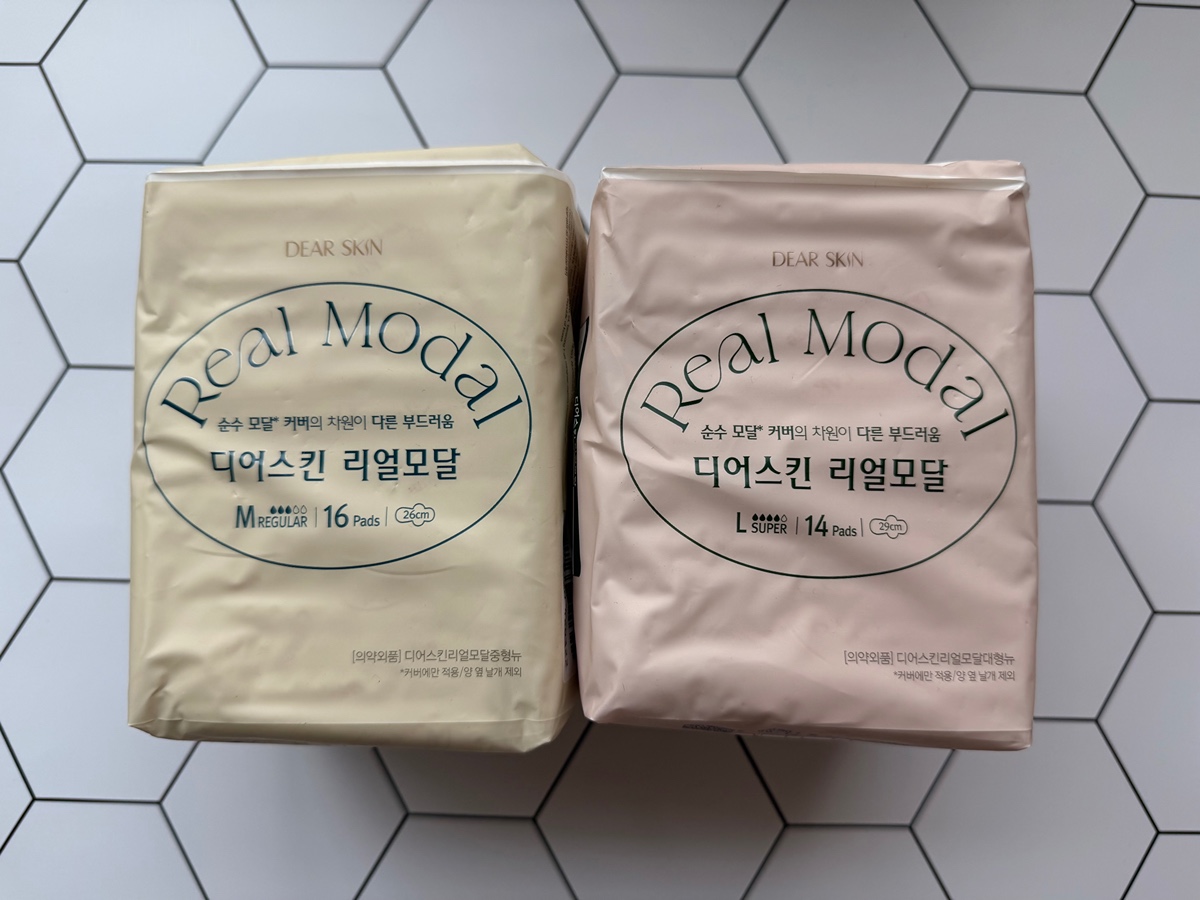 DEAR SKIN
Real Modal
순수 모달* 커버의 차원이 다른 부드러움
디어스킨 리얼모달
M REGULAR | 16 Pads | 26cm
[의약외품] 디어스킨리얼모달중형뉴
*커버에만 적용/양 옆 날개 제외
DEAR SKIN
Real Modal
순수 모달* 커버의 차원이 다른 부드러움
디어스킨 리얼모달
L SUPER | 14 Pads | 29cm
[의약외품] 디어스킨리얼모달대형뉴
*커버에만 적용/양 옆 날개 제외